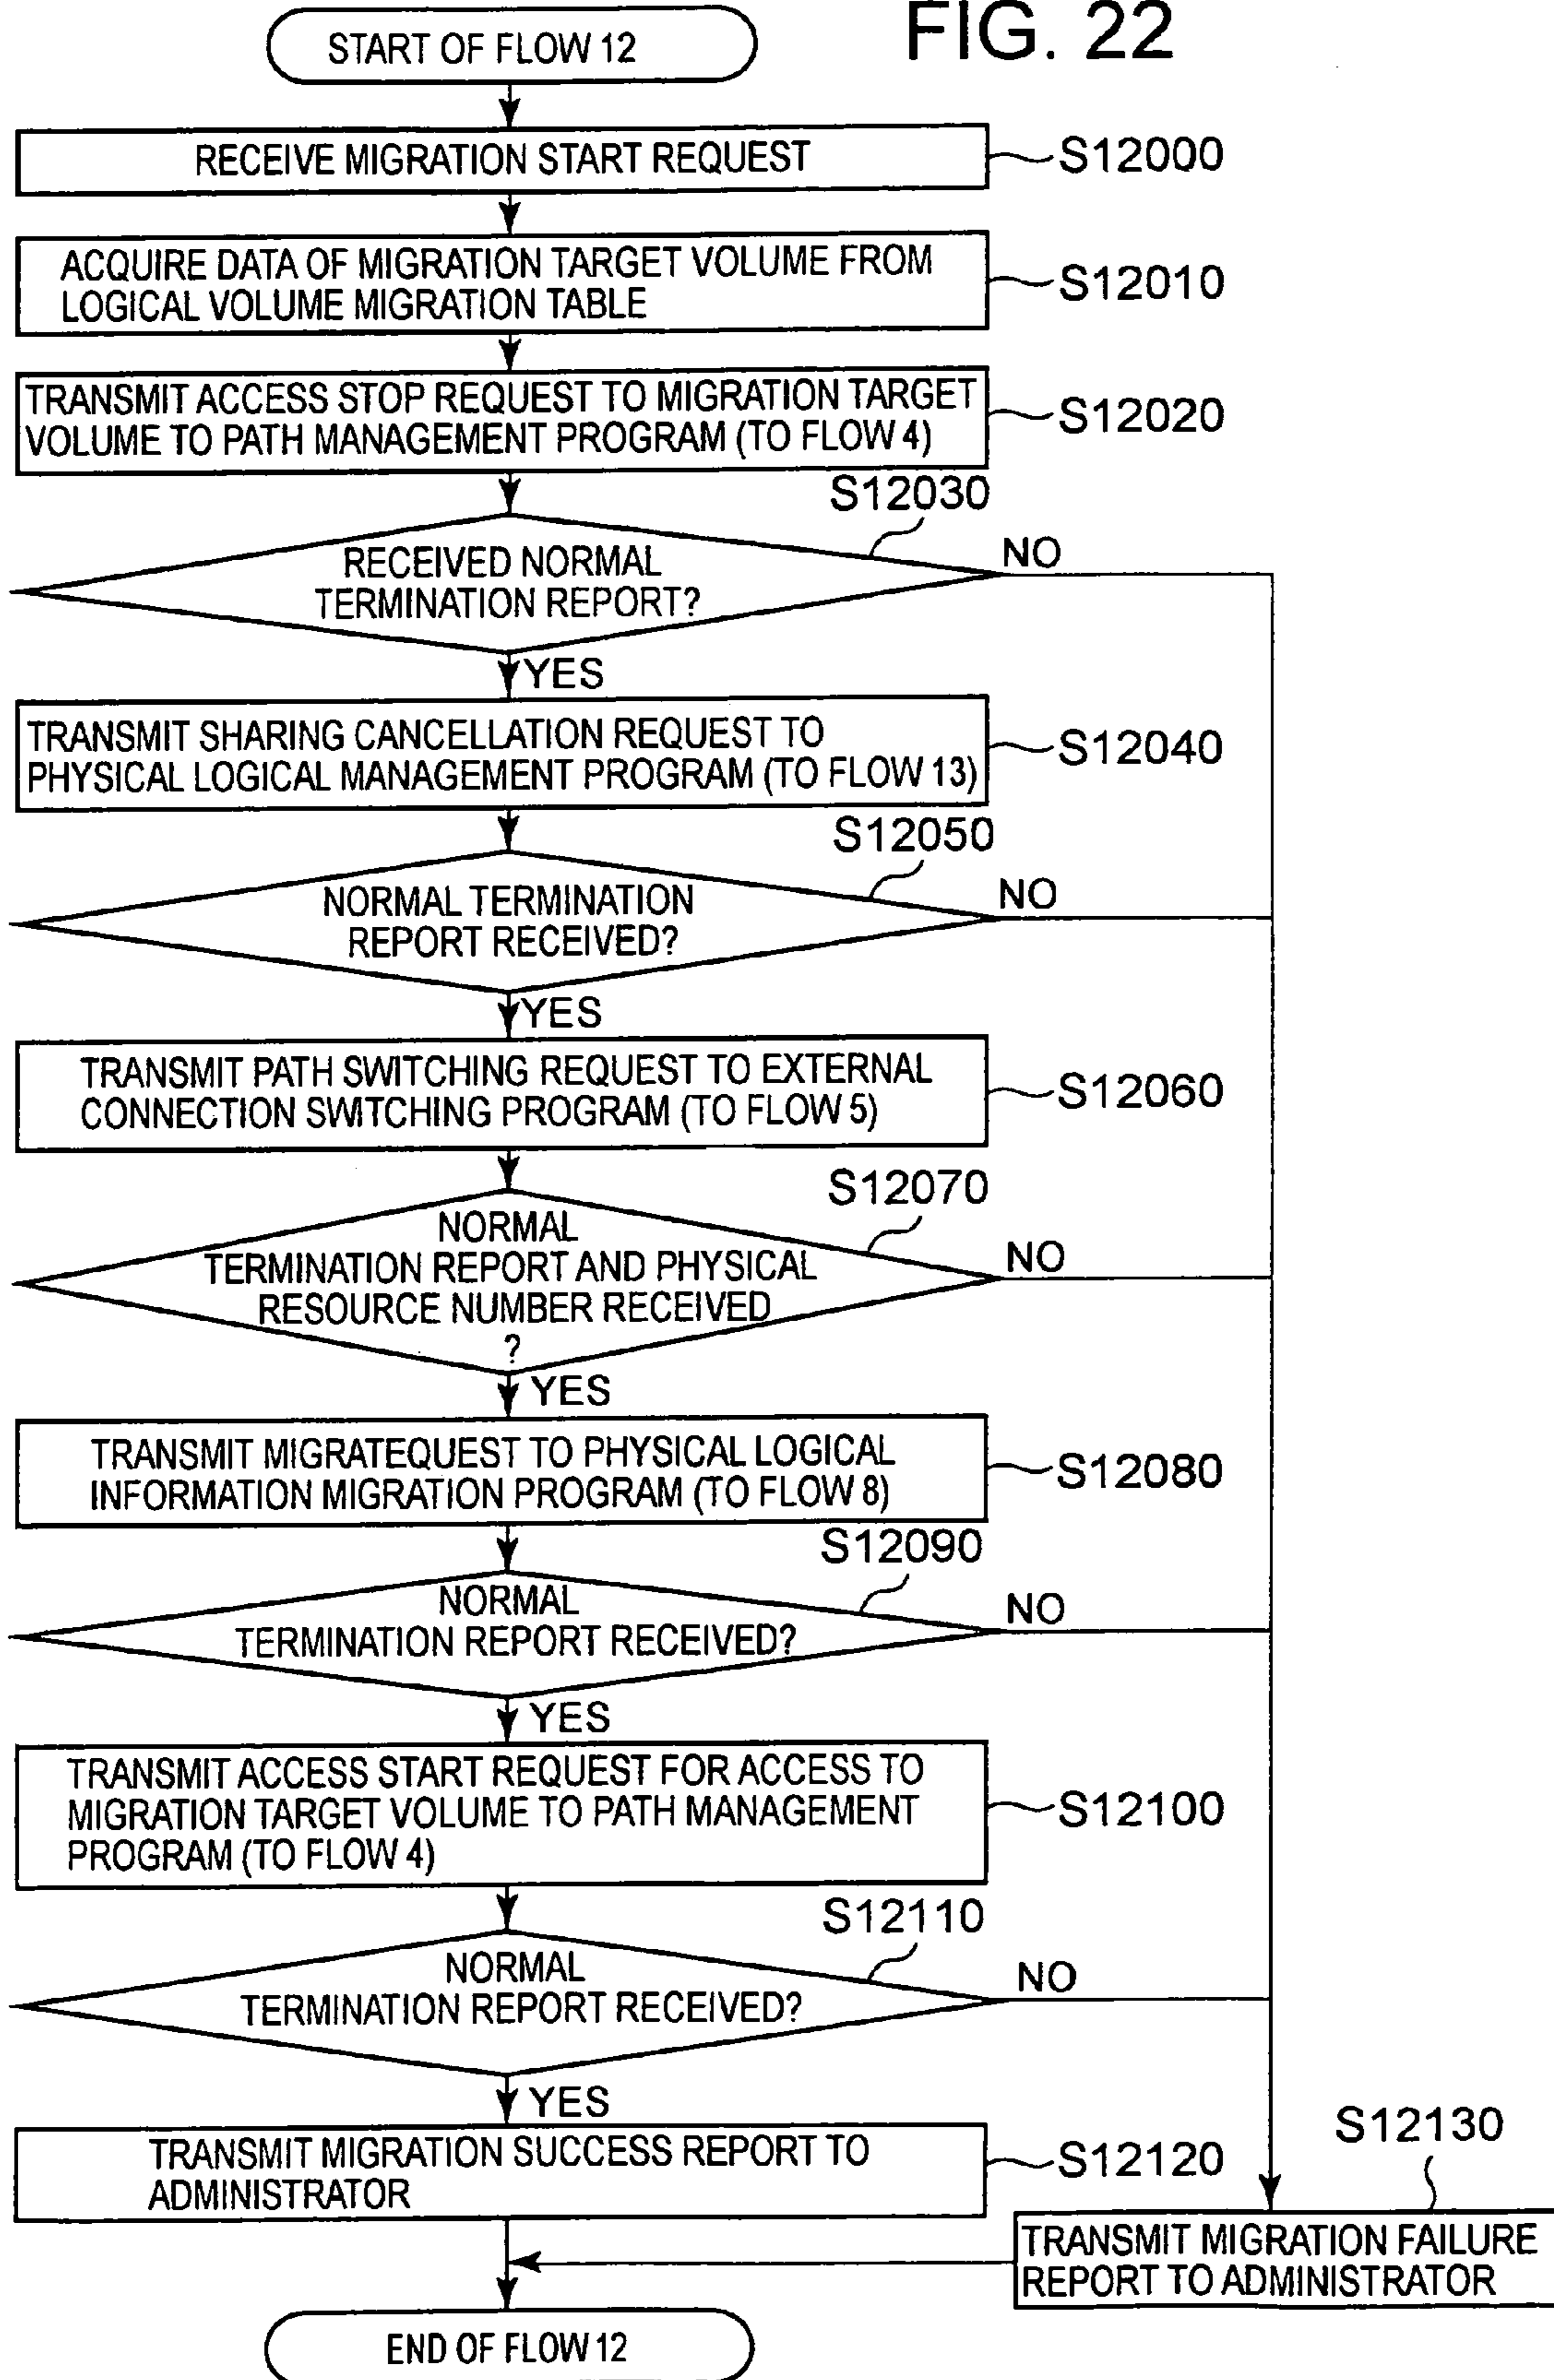 FIG. 22
START OF FLOW 12
RECEIVE MIGRATION START REQUEST
S12000
ACQUIRE DATA OF MIGRATION TARGET VOLUME FROM
LOGICAL VOLUME MIGRATION TABLE
S12010
TRANSMIT ACCESS STOP REQUEST TO MIGRATION TARGET
VOLUME TO PATH MANAGEMENT PROGRAM (TO FLOW 4)
S12020
S12030
RECEIVED NORMAL
TERMINATION REPORT?
NO
YES
TRANSMIT SHARING CANCELLATION REQUEST TO
PHYSICAL LOGICAL MANAGEMENT PROGRAM (TO FLOW 13)
S12040
S12050
NORMAL TERMINATION
REPORT RECEIVED?
NO
YES
TRANSMIT PATH SWITCHING REQUEST TO EXTERNAL
CONNECTION SWITCHING PROGRAM (TO FLOW 5)
S12060
S12070
NORMAL
TERMINATION REPORT AND PHYSICAL
RESOURCE NUMBER RECEIVED
?
NO
YES
TRANSMIT MIGRATEQUEST TO PHYSICAL LOGICAL
INFORMATION MIGRATION PROGRAM (TO FLOW 8)
S12080
S12090
NORMAL
TERMINATION REPORT RECEIVED?
NO
YES
TRANSMIT ACCESS START REQUEST FOR ACCESS TO
MIGRATION TARGET VOLUME TO PATH MANAGEMENT
PROGRAM (TO FLOW 4)
S12100
S12110
NORMAL
TERMINATION REPORT RECEIVED?
NO
YES
TRANSMIT MIGRATION SUCCESS REPORT TO
ADMINISTRATOR
S12120
S12130
TRANSMIT MIGRATION FAILURE
REPORT TO ADMINISTRATOR
END OF FLOW 12